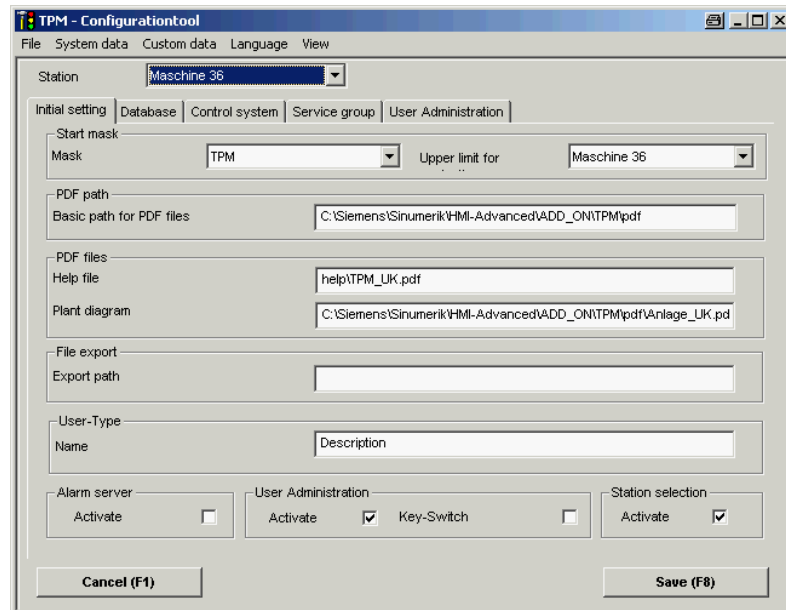 TPM - Configurationtool
File System data Custom data Language View
Station Maschine 36
Initial setting Database Control system Service group User Administration
Start mask
Mask TPM Upper limit for Maschine 36
PDF path
Basic path for PDF files C:\Siemens\Sinumerik\HMI-Advanced\ADD_ON\TPM\pdf
PDF files
Help file help\TPM_UK.pdf
Plant diagram C:\Siemens\Sinumerik\HMI-Advanced\ADD_ON\TPM\pdf\Anlage_UK.pd
File export
Export path
User-Type
Name Description
Alarm server User Administration Station selection
Activate Activate Key-Switch Activate
Cancel (F1) Save (F8)